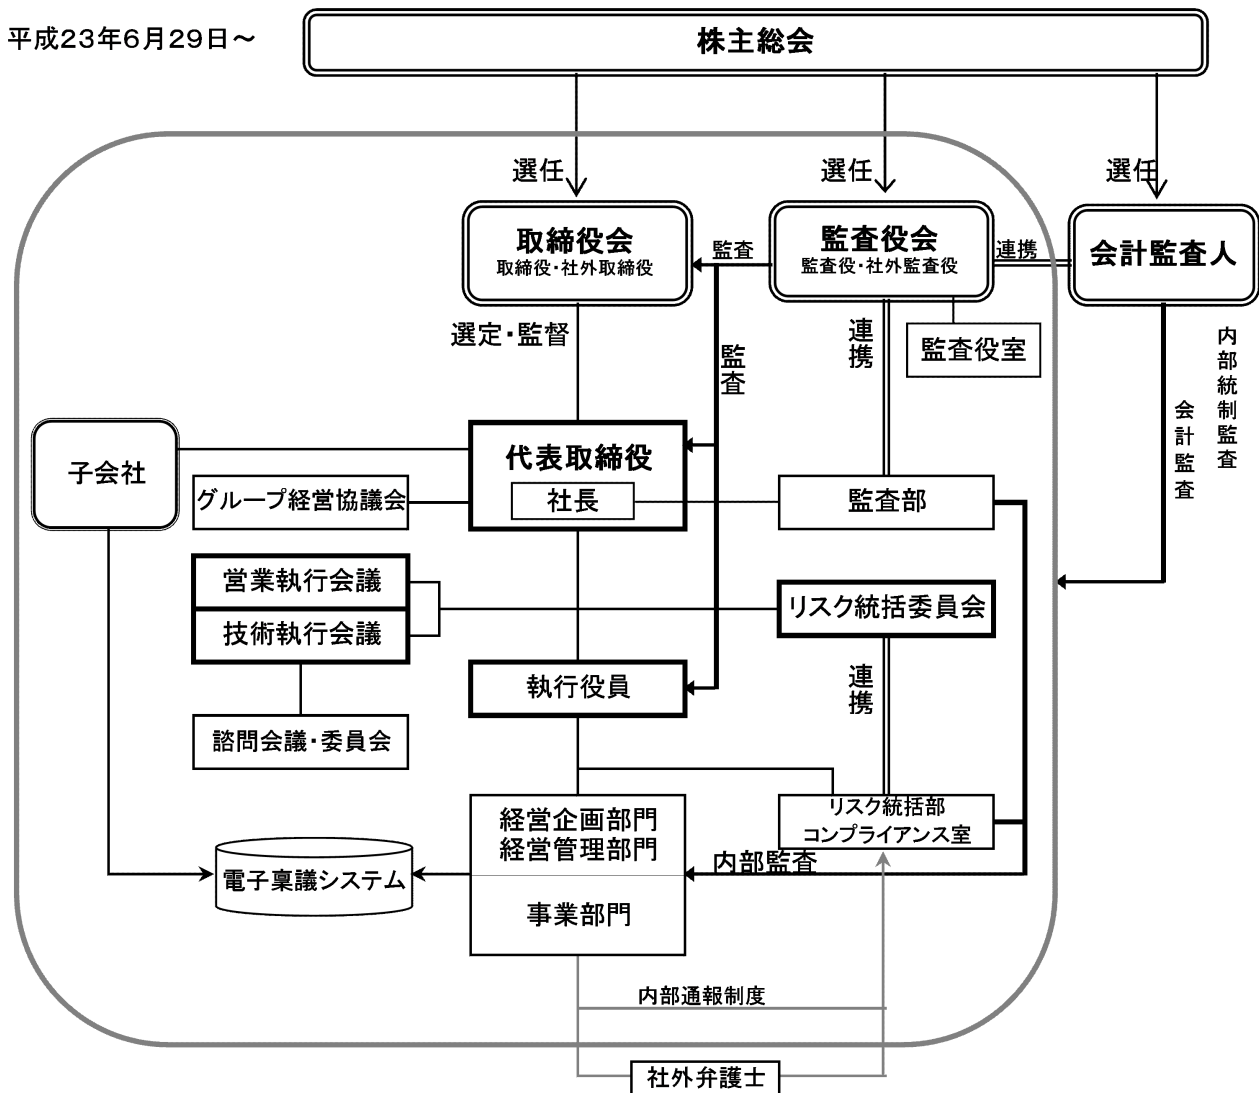 平成23年6月29日～
株主総会
選任
選任
選任
取締役会
取締役・社外取締役
監査
監査役会
監査役・社外監査役
連携
会計監査人
選定・監督
監査
連携
監査役室
内部統制監査
会計監査
子会社
代表取締役
社長
グループ経営協議会
監査部
営業執行会議
技術執行会議
リスク統括委員会
執行役員
連携
諮問会議・委員会
経営企画部門
経営管理部門
事業部門
リスク統括部
コンプライアンス室
内部監査
電子稟議システム
内部通報制度
社外弁護士